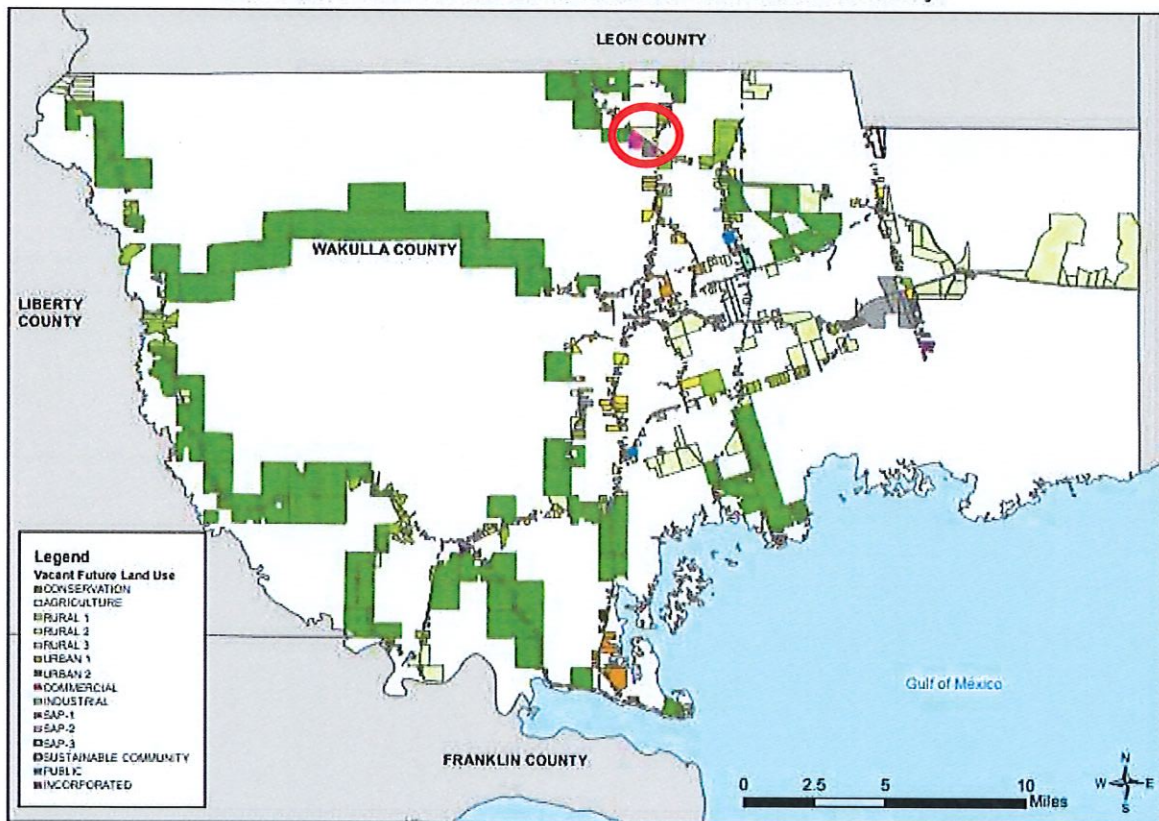 LEON COUNTY
WAKULLA COUNTY
LIBERTY
COUNTY
Legend
Vacant Future Land Use
CONSERVATION
AGRICULTURE
RURAL 1
RURAL 2
RURAL 3
URBAN 1
URBAN 2
COMMERCIAL
INDUSTRIAL
SAP-1
SAP-2
SAP-3
SUSTAINABLE COMMUNITY
PUBLIC
INCORPORATED
FRANKLIN COUNTY
Gulf of México
0 2.5 5 10
Miles
N
W E
S